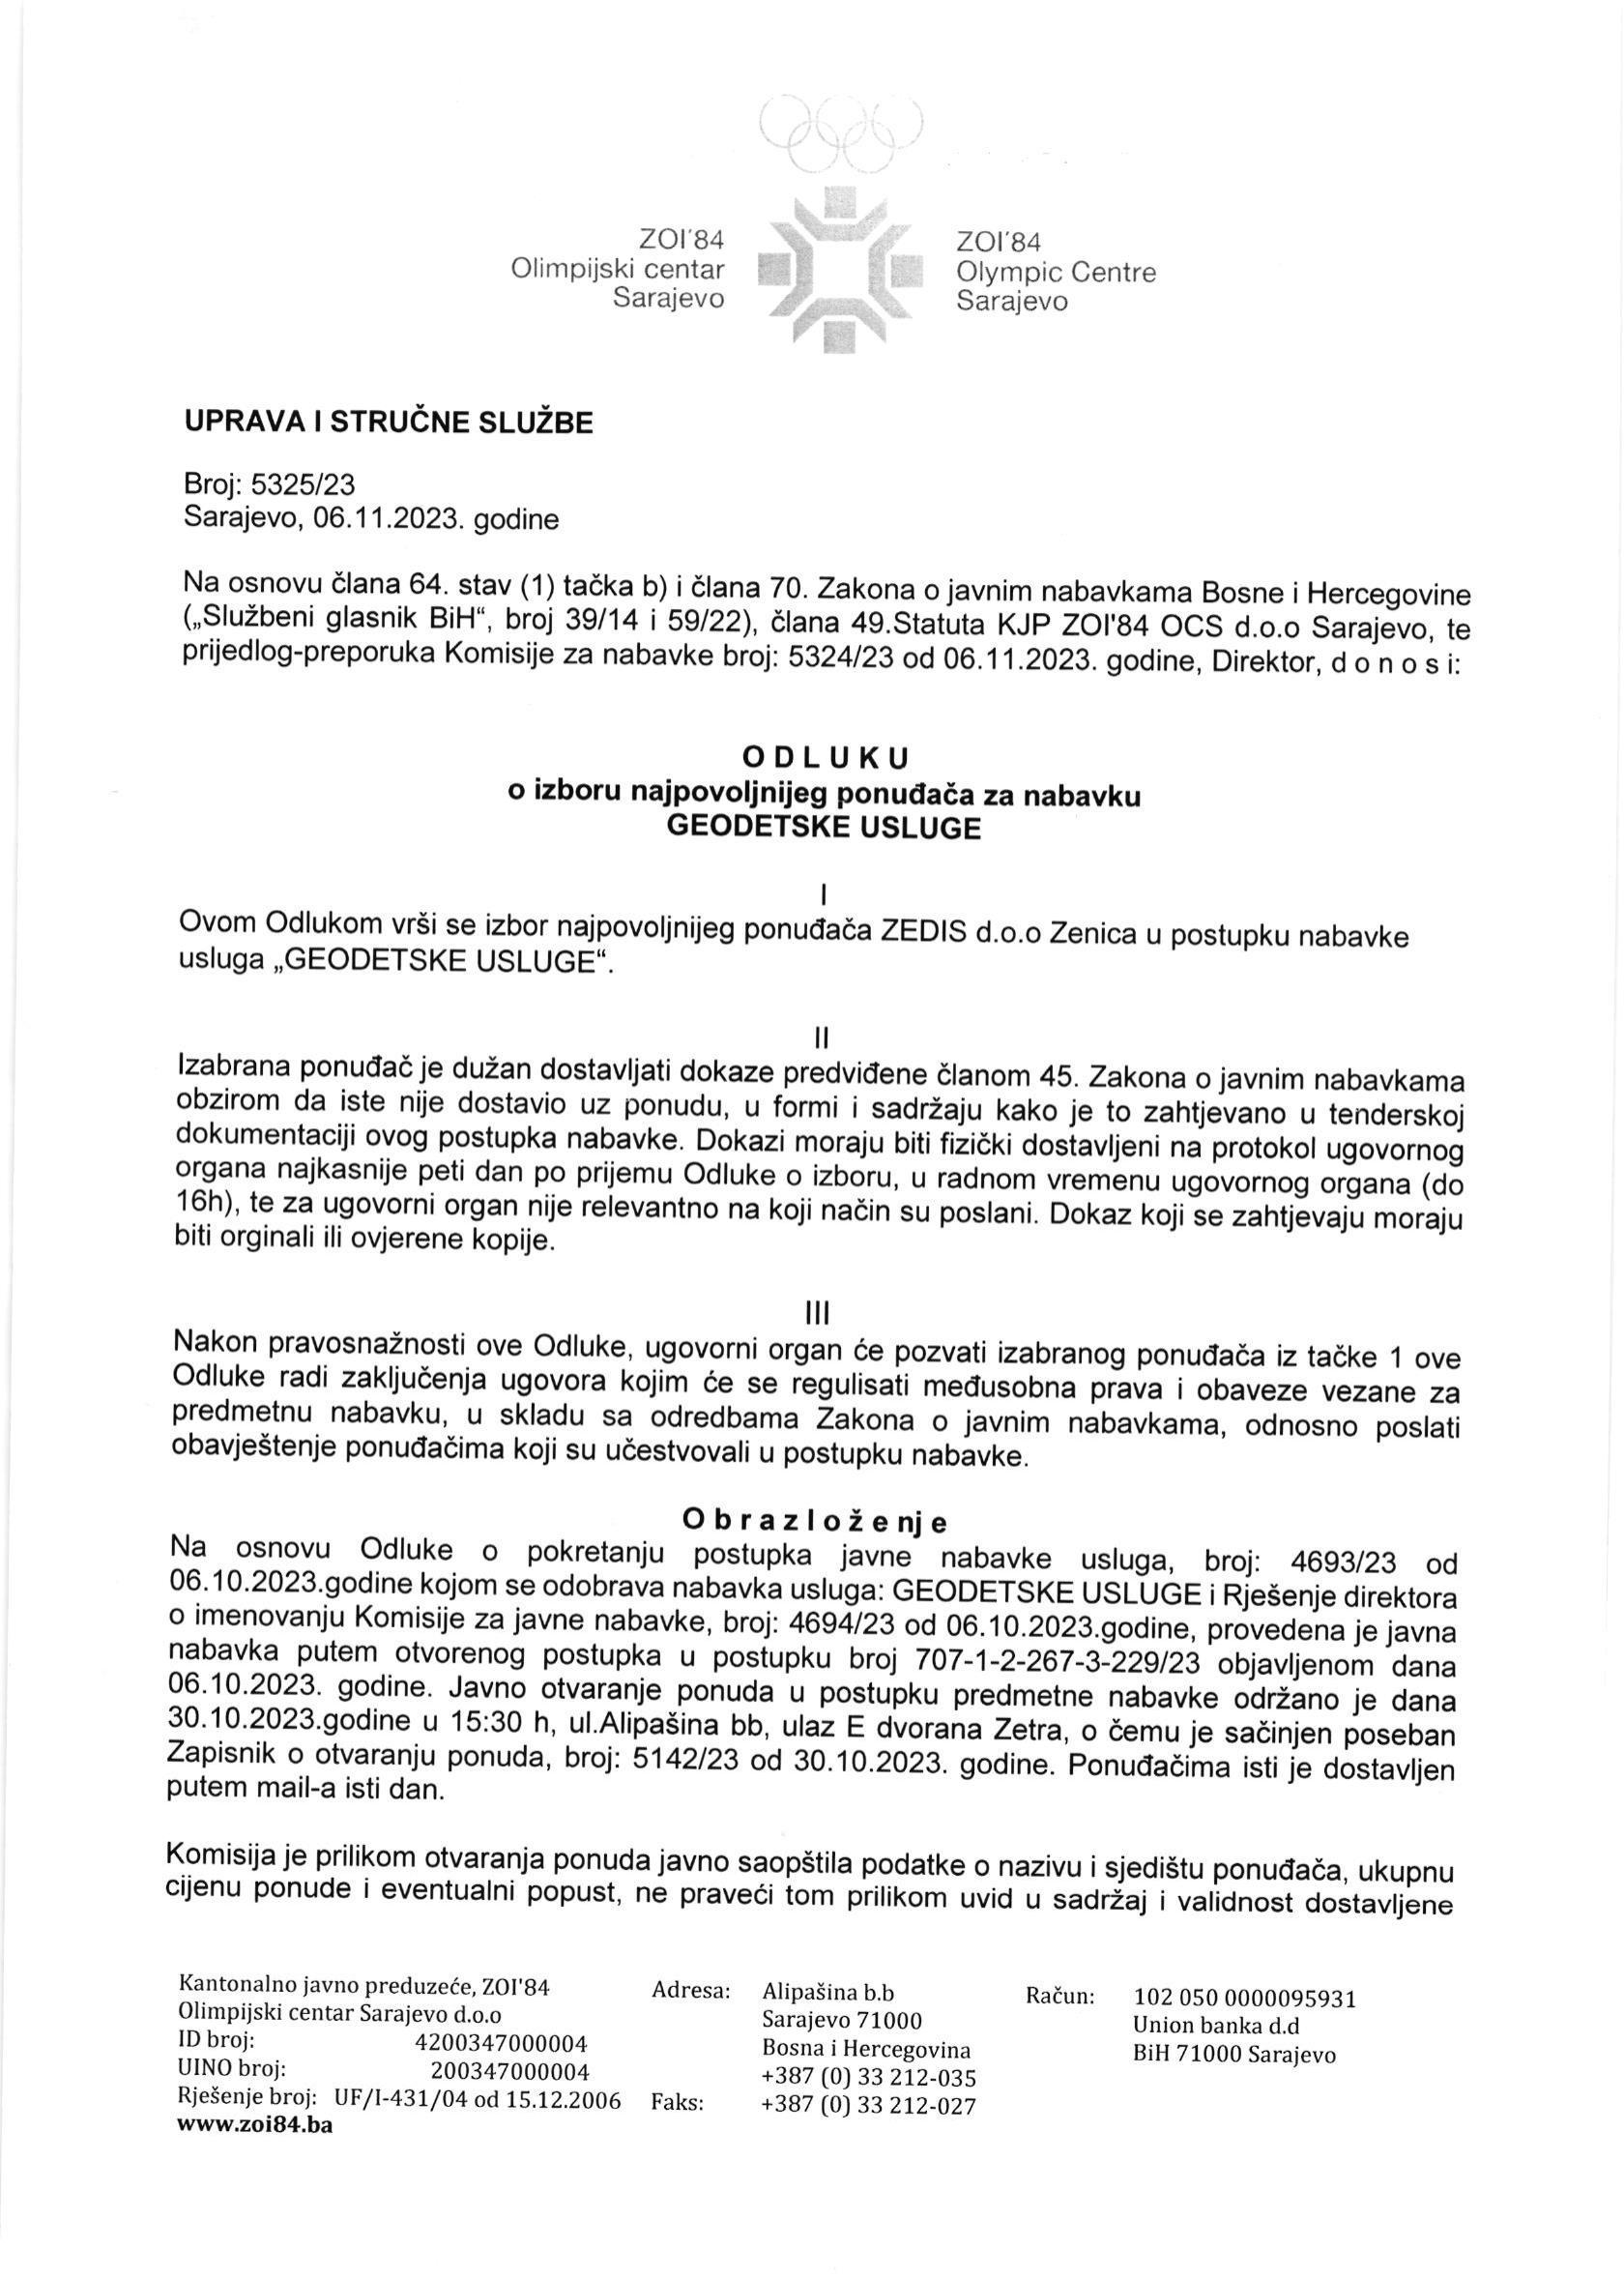 ZOI'84
Olimpijski centar
Sarajevo
ZOI'84
Olympic Centre
Sarajevo
UPRAVA I STRUČNE SLUŽBE
Broj: 5325/23
Sarajevo, 06.11.2023. godine
Na osnovu člana 64. stav (1) tačka b) i člana 70. Zakona o javnim nabavkama Bosne i Hercegovine
(„Službeni glasnik BiH“, broj 39/14 i 59/22), člana 49.Statuta KJP ZOI'84 OCS d.o.o Sarajevo, te
prijedlog-preporuka Komisije za nabavke broj: 5324/23 od 06.11.2023. godine, Direktor, d o n o s i:
O D L U K U
o izboru najpovoljnijeg ponuđača za nabavku
GEODETSKE USLUGE
I
Ovom Odlukom vrši se izbor najpovoljnijeg ponuđača ZEDIS d.o.o Zenica u postupku nabavke
usluga „GEODETSKE USLUGE“.
II
Izabrana ponuđač je dužan dostavljati dokaze predviđene članom 45. Zakona o javnim nabavkama
obzirom da iste nije dostavio uz ponudu, u formi i sadržaju kako je to zahtjevano u tenderskoj
dokumentaciji ovog postupka nabavke. Dokazi moraju biti fizički dostavljeni na protokol ugovornog
organa najkasnije peti dan po prijemu Odluke o izboru, u radnom vremenu ugovornog organa (do
16h), te za ugovorni organ nije relevantno na koji način su poslani. Dokaz koji se zahtjevaju moraju
biti orginali ili ovjerene kopije.
III
Nakon pravosnažnosti ove Odluke, ugovorni organ će pozvati izabranog ponuđača iz tačke 1 ove
Odluke radi zaključenja ugovora kojim će se regulisati međusobna prava i obaveze vezane za
predmetnu nabavku, u skladu sa odredbama Zakona o javnim nabavkama, odnosno poslati
obavještenje ponuđačima koji su učestvovali u postupku nabavke.
O b r a z l o ž e nj e
Na osnovu Odluke o pokretanju postupka javne nabavke usluga, broj: 4693/23 od
06.10.2023.godine kojom se odobrava nabavka usluga: GEODETSKE USLUGE i Rješenje direktora
o imenovanju Komisije za javne nabavke, broj: 4694/23 od 06.10.2023.godine, provedena je javna
nabavka putem otvorenog postupka u postupku broj 707-1-2-267-3-229/23 objavljenom dana
06.10.2023. godine. Javno otvaranje ponuda u postupku predmetne nabavke održano je dana
30.10.2023.godine u 15:30 h, ul.Alipašina bb, ulaz E dvorana Zetra, o čemu je sačinjen poseban
Zapisnik o otvaranju ponuda, broj: 5142/23 od 30.10.2023. godine. Ponuđačima isti je dostavljen
putem mail-a isti dan.
Komisija je prilikom otvaranja ponuda javno saopštila podatke o nazivu i sjedištu ponuđača, ukupnu
cijenu ponude i eventualni popust, ne praveći tom prilikom uvid u sadržaj i validnost dostavljene
Kantonalno javno preduzeće, ZOI'84
Olimpijski centar Sarajevo d.o.o
ID broj: 4200347000004
UINO broj: 200347000004
Rješenje broj: UF/I-431/04 od 15.12.2006
www.zoi84.ba
Adresa: Alipašina b.b
Sarajevo 71000
Bosna i Hercegovina
+387 (0) 33 212-035
Faks: +387 (0) 33 212-027
Račun: 102 050 0000095931
Union banka d.d
BiH 71000 Sarajevo